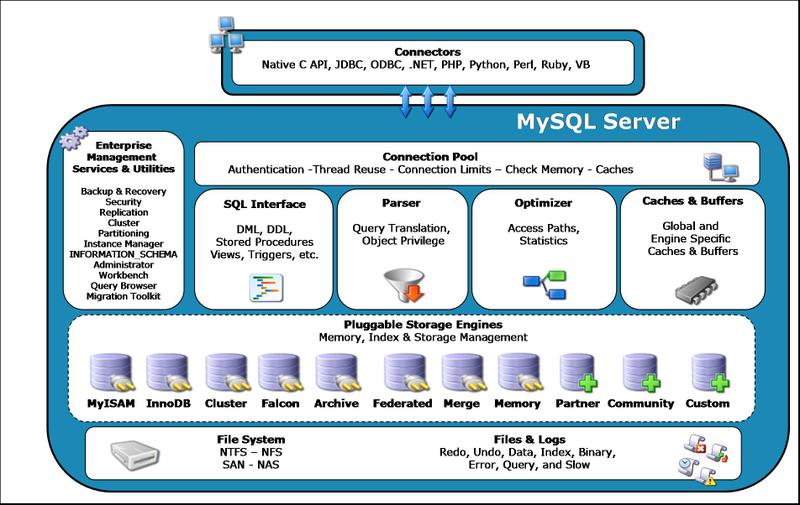 Connectors
Native C API, JDBC, ODBC, .NET, PHP, Python, Perl, Ruby, VB
MySQL Server
Enterprise
Management
Services & Utilities
Backup & Recovery
Security
Replication
Cluster
Partitioning
Instance Manager
INFORMATION_SCHEMA
Administrator
Workbench
Query Browser
Migration Toolkit
Connection Pool
Authentication -Thread Reuse - Connection Limits – Check Memory - Caches
SQL Interface
DML, DDL,
Stored Procedures
Views, Triggers, etc.
Parser
Query Translation,
Object Privilege
Optimizer
Access Paths,
Statistics
Caches & Buffers
Global and
Engine Specific
Caches & Buffers
Pluggable Storage Engines
Memory, Index & Storage Management
MyISAM InnoDB Cluster Falcon Archive Federated Merge Memory Partner Community Custom
File System
NTFS – NFS
SAN - NAS
Files & Logs
Redo, Undo, Data, Index, Binary,
Error, Query, and Slow